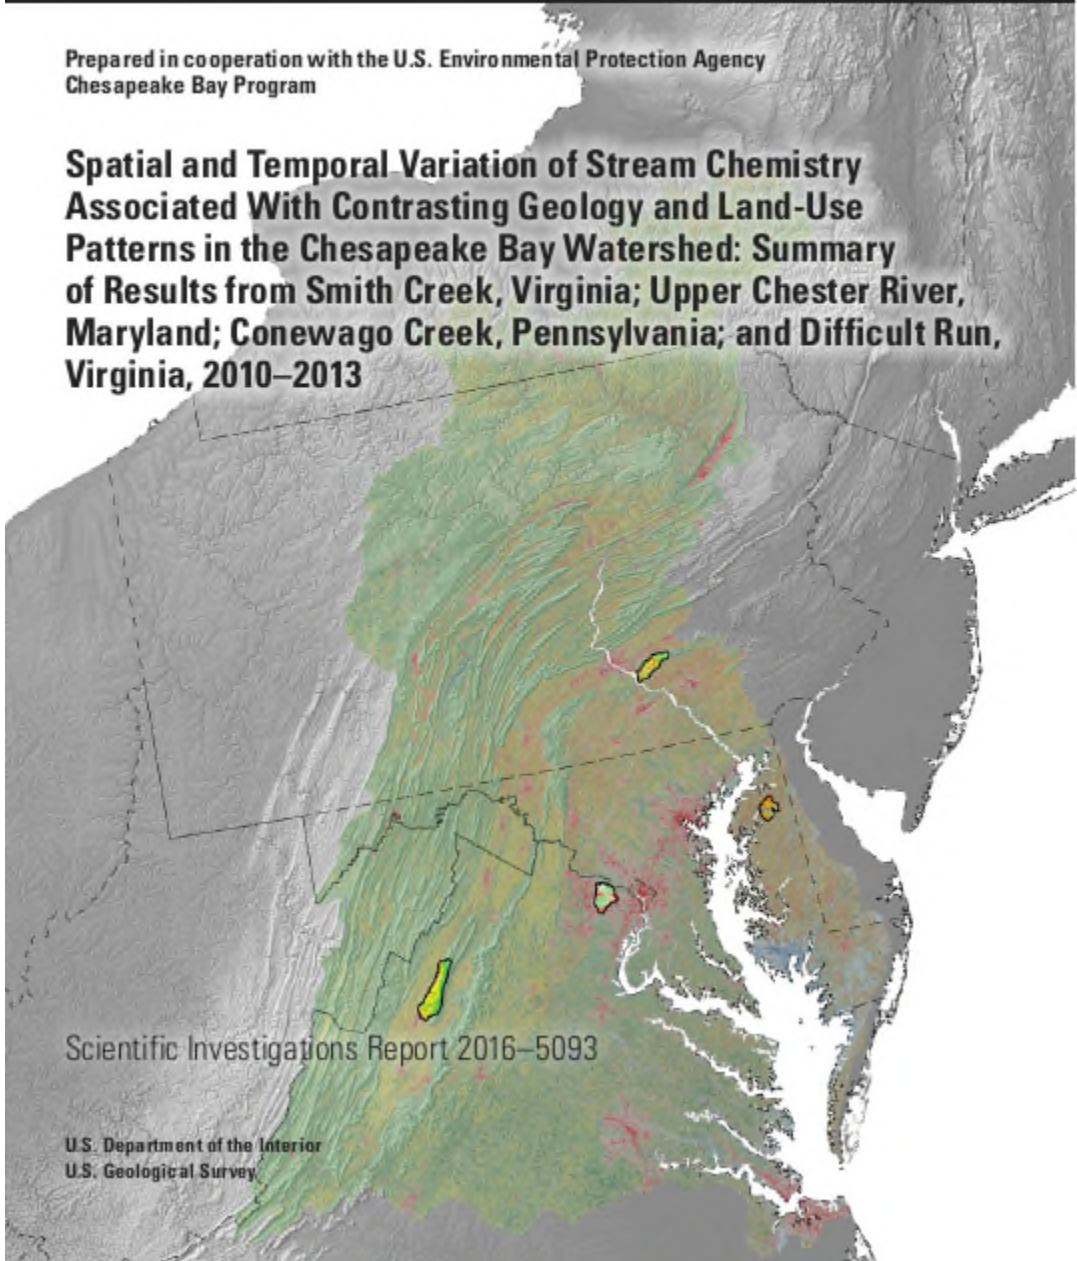 Prepared in cooperation with the U.S. Environmental Protection Agency
Chesapeake Bay Program
Spatial and Temporal Variation of Stream Chemistry
Associated With Contrasting Geology and Land-Use
Patterns in the Chesapeake Bay Watershed: Summary
of Results from Smith Creek, Virginia; Upper Chester River,
Maryland; Conewago Creek, Pennsylvania; and Difficult Run,
Virginia, 2010–2013
Scientific Investigations Report 2016–5093
U.S. Department of the Interior
U.S. Geological Survey